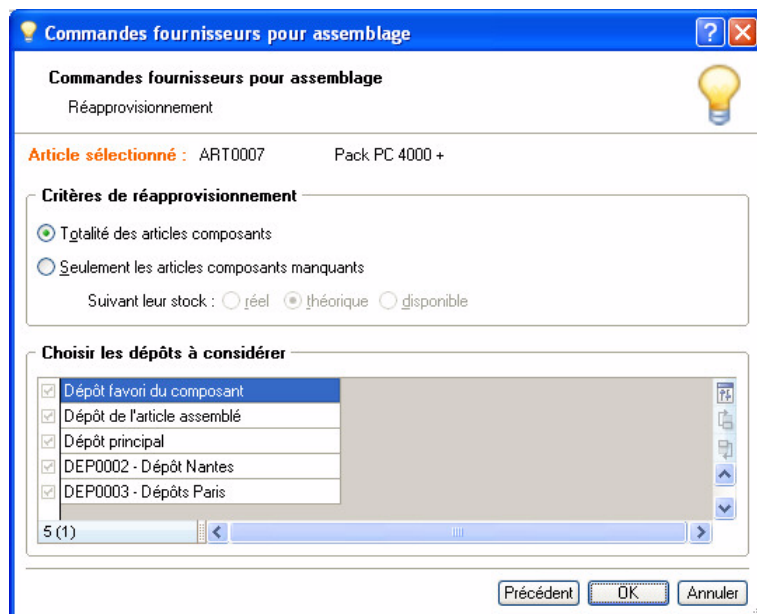 Commandes fournisseurs pour assemblage
Commandes fournisseurs pour assemblage
Réapprovisionnement
Article sélectionné : ART0007 Pack PC 4000 +
Critères de réapprovisionnement
Totalité des articles composants
Seulement les articles composants manquants
Suivant leur stock : réel théorique disponible
Choisir les dépôts à considérer
Dépôt favori du composant
Dépôt de l'article assemblé
Dépôt principal
DEP0002 - Dépôt Nantes
DEP0003 - Dépôts Paris
5 (1)
Précédent OK Annuler